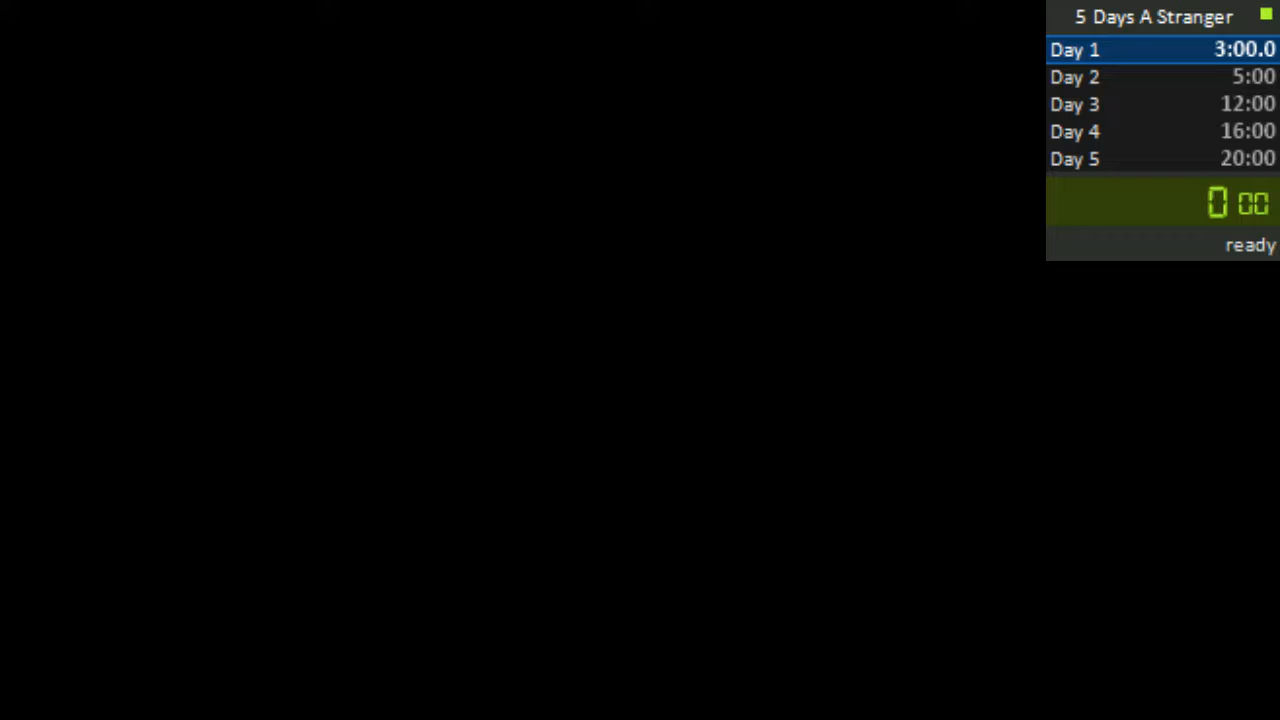 5 Days A Stranger
Day 1 3:00.0
Day 2 5:00
Day 3 12:00
Day 4 16:00
Day 5 20:00
0 00
ready